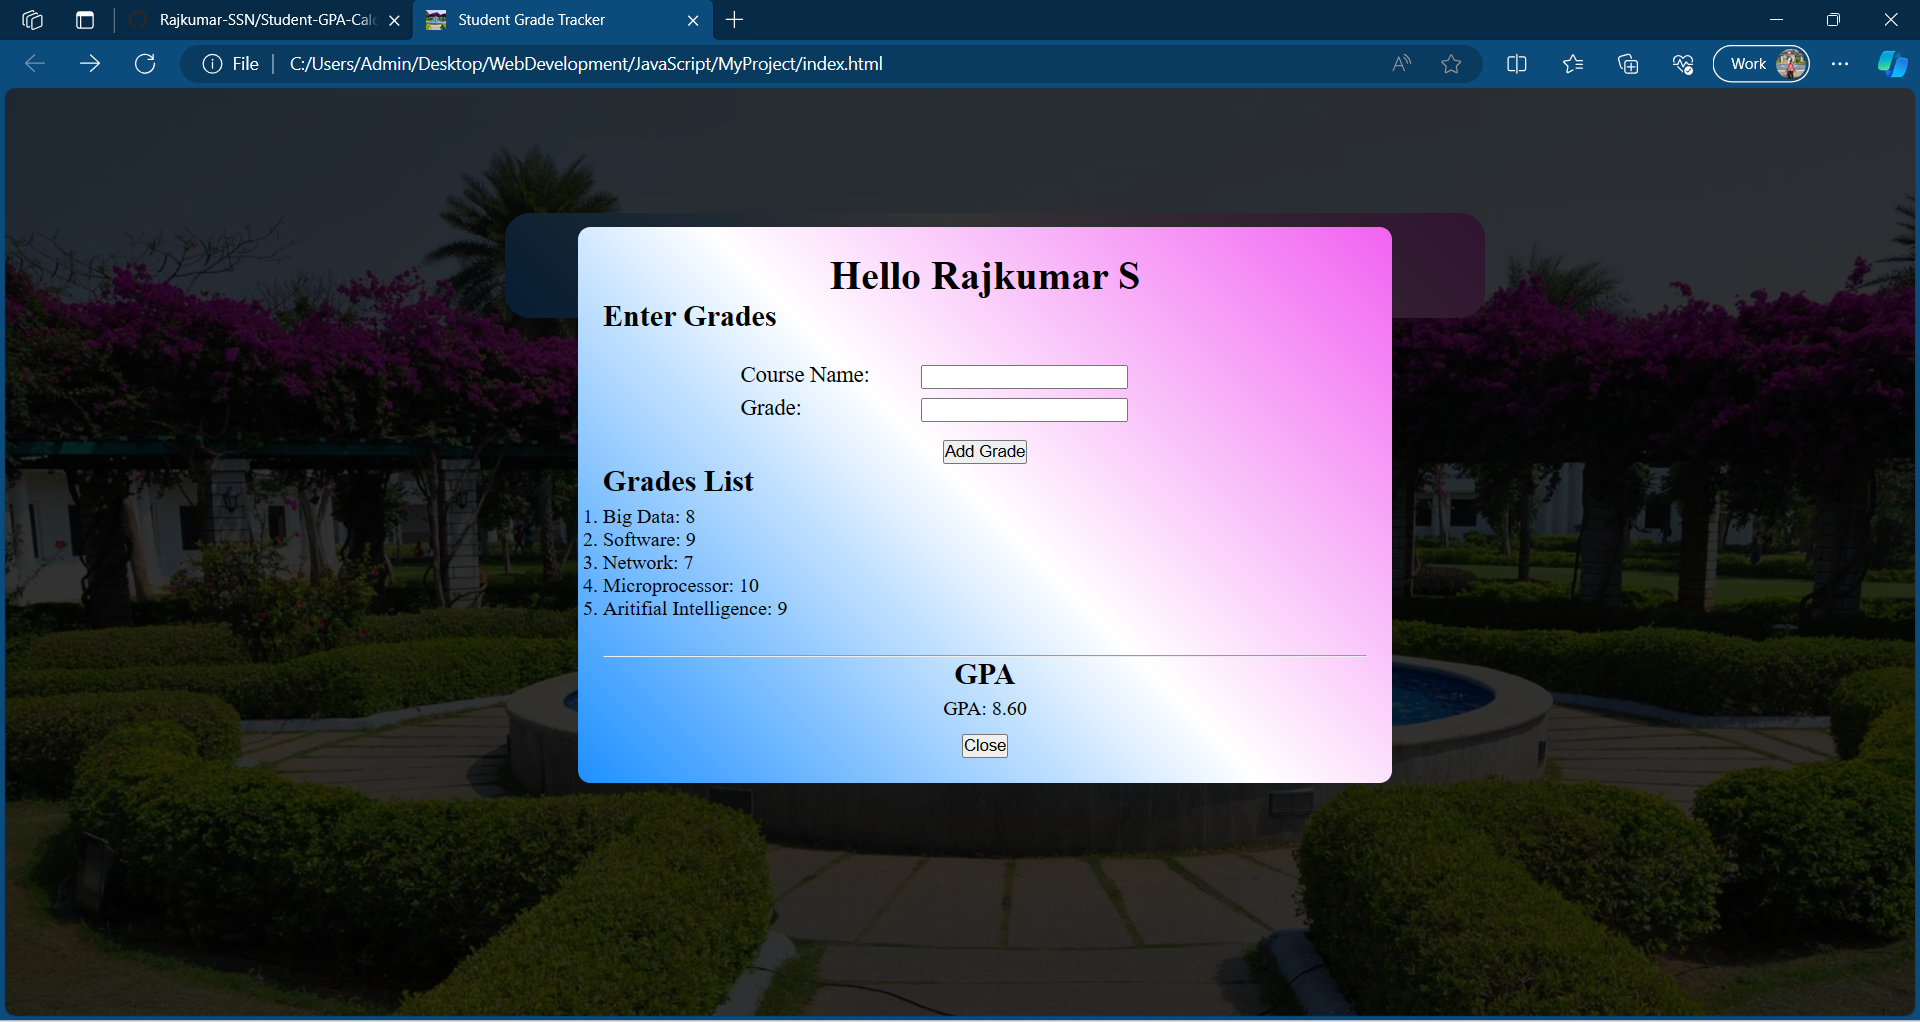 Rajkumar-SSN/Student-GPA-Calc
Student Grade Tracker
File
C:/Users/Admin/Desktop/WebDevelopment/JavaScript/MyProject/index.html
Work
Hello Rajkumar S
Enter Grades
Course Name:
Grade:
Add Grade
Grades List
1. Big Data: 8
2. Software: 9
3. Network: 7
4. Microprocessor: 10
5. Aritifial Intelligence: 9
GPA
GPA: 8.60
Close